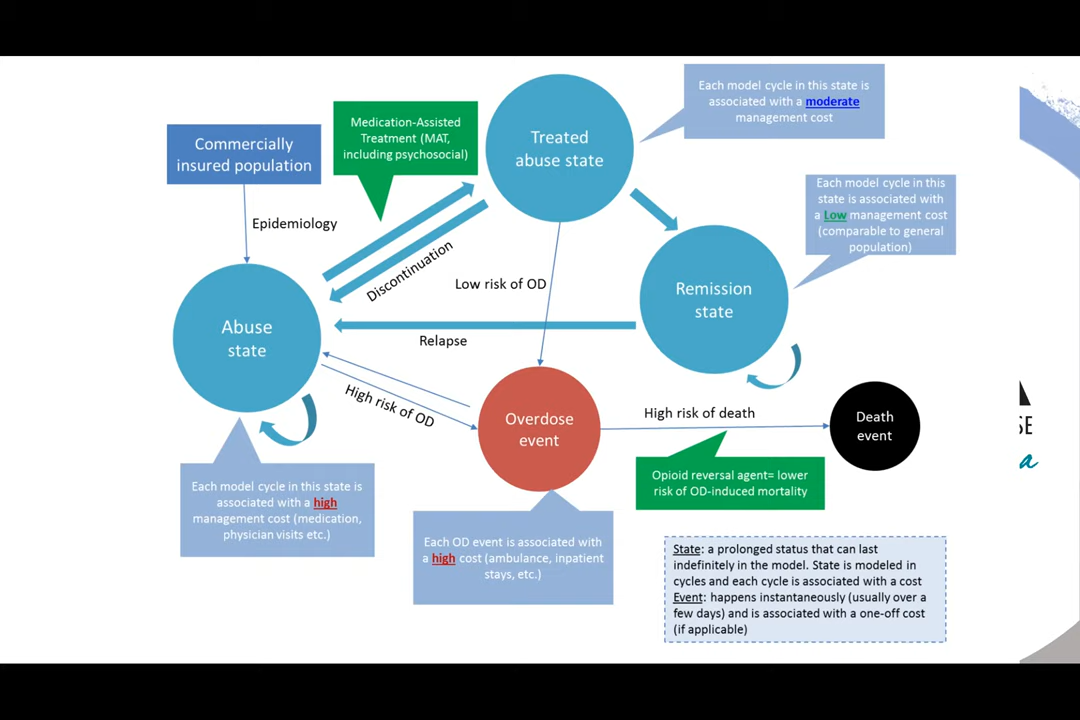 Each model cycle in this state is
associated with a moderate
management cost
Medication-Assisted
Treatment (MAT,
including psychosocial)
Treated
abuse state
Commercially
insured population
Each model cycle in this
state is associated with
a Low management cost
(comparable to general
population)
Epidemiology
Discontinuation
Low risk of OD
Remission
state
Abuse
state
Relapse
High risk of OD
Overdose
event
High risk of death
Death
event
Opioid reversal agent= lower
risk of OD-induced mortality
Each model cycle in this state is
associated with a high
management cost (medication,
physician visits etc.)
Each OD event is associated with
a high cost (ambulance, inpatient
stays, etc.)
State: a prolonged status that can last
indefinitely in the model. State is modeled in
cycles and each cycle is associated with a cost
Event: happens instantaneously (usually over a
few days) and is associated with a one-off cost
(if applicable)
SE
a